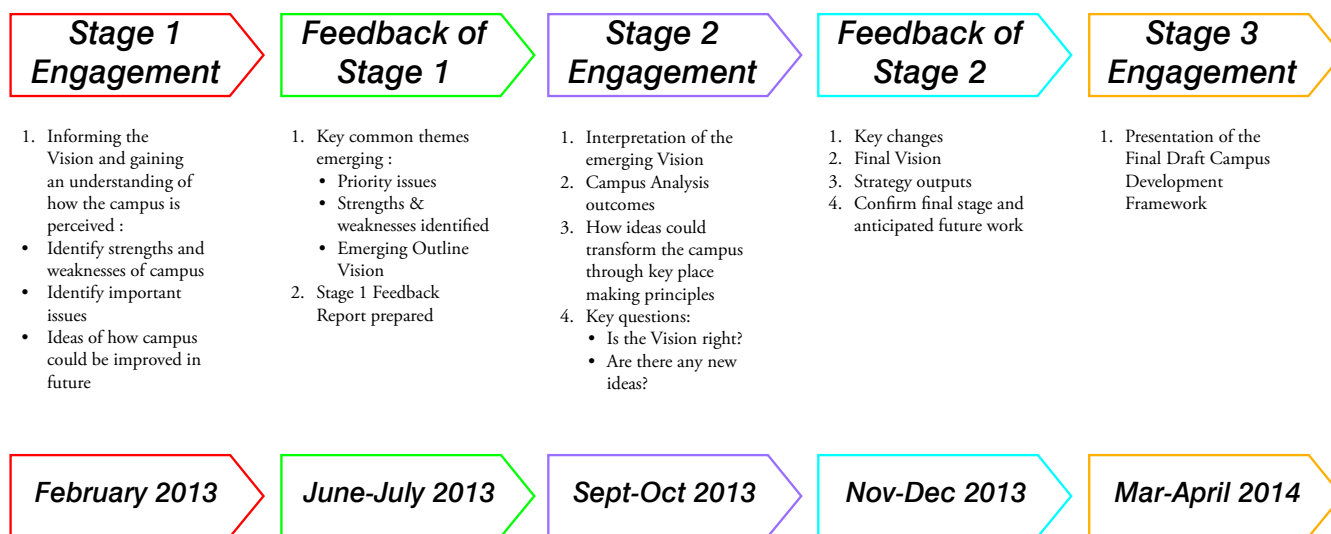 Stage 1
Engagement
Feedback of
Stage 1
Stage 2
Engagement
Feedback of
Stage 2
Stage 3
Engagement
1. Informing the
Vision and gaining
an understanding of
how the campus is
perceived :
• Identify strengths and
weaknesses of campus
• Identify important
issues
• Ideas of how campus
could be improved in
future
1. Key common themes
emerging :
• Priority issues
• Strengths &
weaknesses identified
• Emerging Outline
Vision
2. Stage 1 Feedback
Report prepared
1. Interpretation of the
emerging Vision
2. Campus Analysis
outcomes
3. How ideas could
transform the campus
through key place
making principles
4. Key questions:
• Is the Vision right?
• Are there any new
ideas?
1. Key changes
2. Final Vision
3. Strategy outputs
4. Confirm final stage and
anticipated future work
1. Presentation of the
Final Draft Campus
Development
Framework
February 2013
June-July 2013
Sept-Oct 2013
Nov-Dec 2013
Mar-April 2014